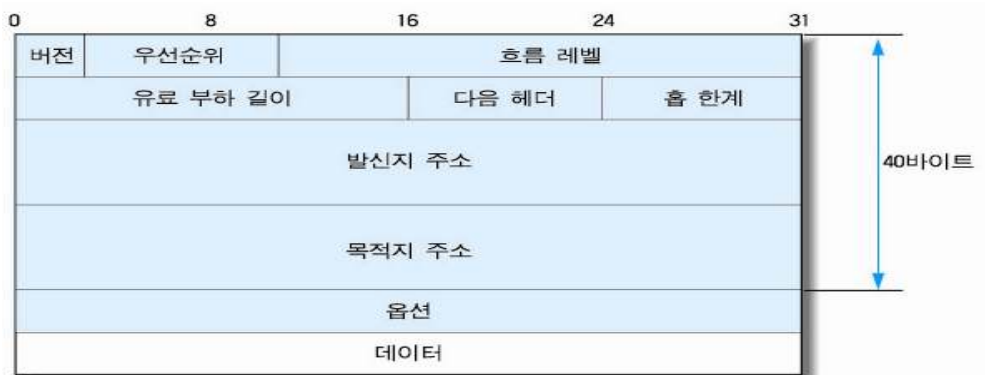 0 8 16 24 31
버전 우선순위 흐름 레벨
유료 부하 길이 다음 헤더 홉 한계
발신지 주소
40바이트
목적지 주소
옵션
데이터